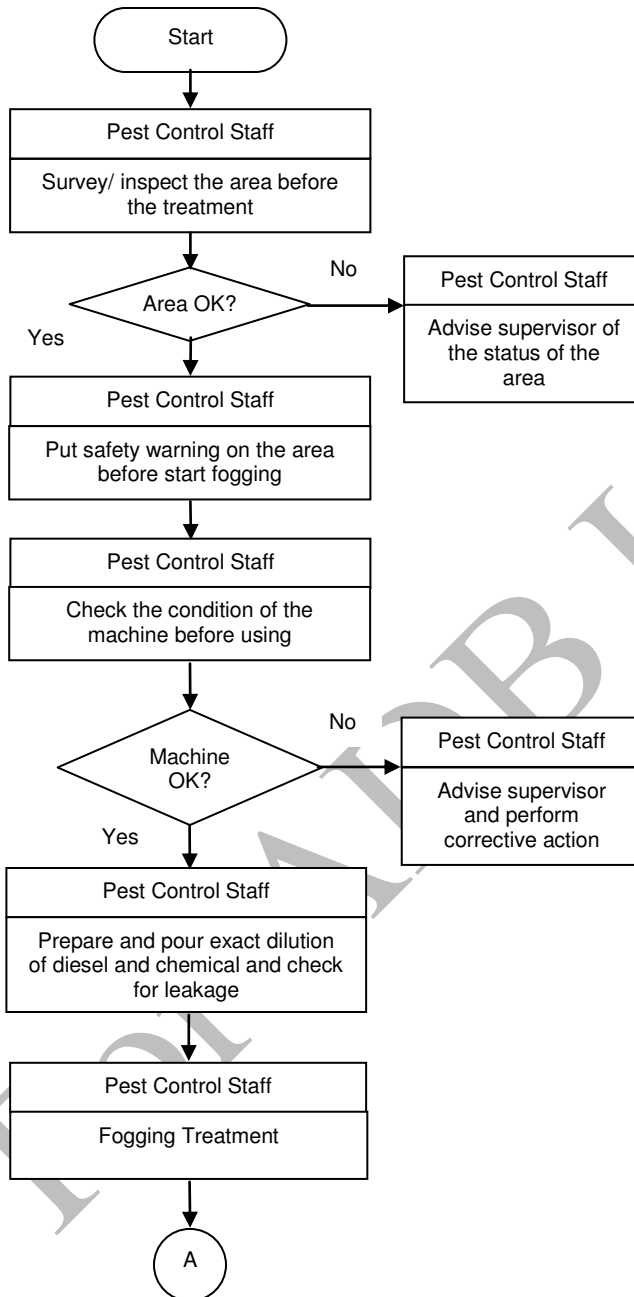 Start
Pest Control Staff
Survey/ inspect the area before
the treatment
No
Area OK?
Pest Control Staff
Advise supervisor of
the status of the
area
Yes
Pest Control Staff
Put safety warning on the area
before start fogging
Pest Control Staff
Check the condition of the
machine before using
No
Machine
OK?
Pest Control Staff
Advise supervisor
and perform
corrective action
Yes
Pest Control Staff
Prepare and pour exact dilution
of diesel and chemical and check
for leakage
Pest Control Staff
Fogging Treatment
A